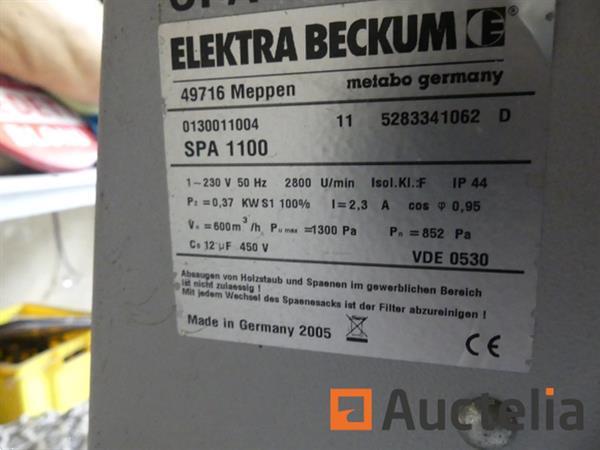 ELEKTRA BECKUM E ®
49716 Meppen metabo germany
0130011004 11 5283341062 D
SPA 1100
1~230 V 50 Hz 2800 U/min Isol.Kl.:F IP 44
P₂=0,37 KW S1 100% I=2,3 A cos φ 0,95
V̇ₙ=600m³/h Pu max=1300 Pa Pₙ=852 Pa
Cʙ 12 µF 450 V VDE 0530
Absaugen von Holzstaub und Spaenen im gewerblichen Bereich
ist nicht zulaessig !
Mit jedem Wechsel des Spaenesacks ist der Filter abzureinigen !
Made in Germany 2005
CE
Auctelia